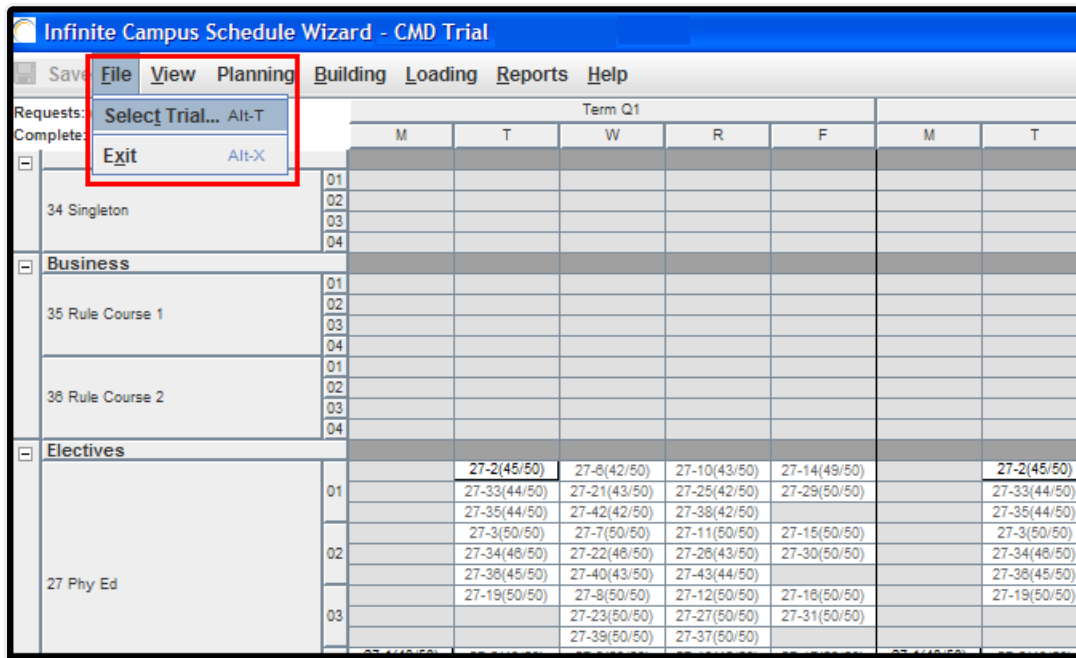 Infinite Campus Schedule Wizard - CMD Trial
Save File View Planning Building Loading Reports Help
Requests: Select Trial... Alt-T Term Q1
Complete: M T W R F M T
Exit Alt-X
34 Singleton
01
02
03
04
Business
35 Rule Course 1
01
02
03
04
36 Rule Course 2
01
02
03
04
Electives
27 Phy Ed
01
27-2(45/50) 27-6(42/50) 27-10(43/50) 27-14(49/50) 27-2(45/50)
27-33(44/50) 27-21(43/50) 27-25(42/50) 27-29(50/50) 27-33(44/50)
27-35(44/50) 27-42(42/50) 27-38(42/50) 27-35(44/50)
02
27-3(50/50) 27-7(50/50) 27-11(50/50) 27-15(50/50) 27-3(50/50)
27-34(46/50) 27-22(46/50) 27-26(43/50) 27-30(50/50) 27-34(46/50)
27-36(45/50) 27-40(43/50) 27-43(44/50) 27-36(45/50)
03
27-19(50/50) 27-8(50/50) 27-12(50/50) 27-16(50/50) 27-19(50/50)
27-23(50/50) 27-27(50/50) 27-31(50/50)
27-39(50/50) 27-37(50/50)